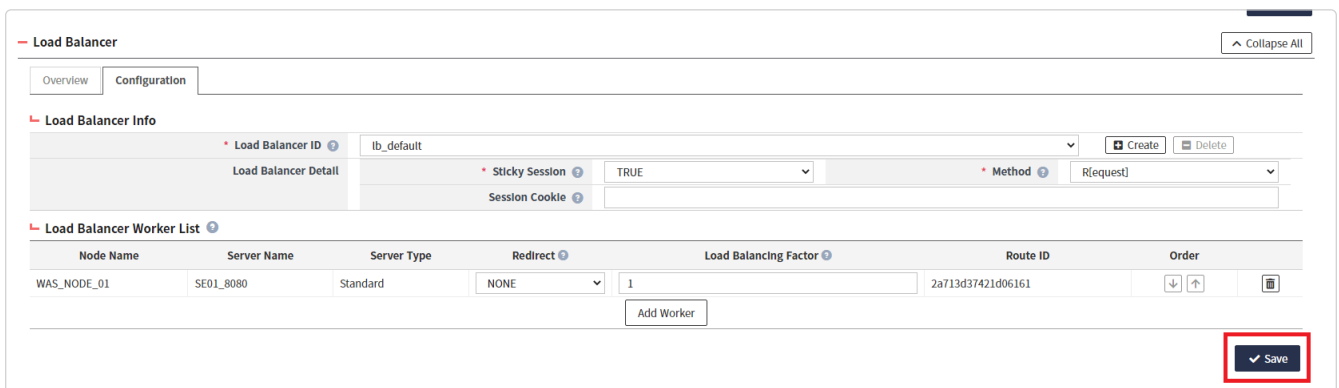 Load Balancer
Collapse All
Overview Configuration
Load Balancer Info
* Load Balancer ID ? lb_default Create Delete
Load Balancer Detail * Sticky Session ? TRUE * Method ? R[equest]
Session Cookie ?
Load Balancer Worker List ?
Node Name Server Name Server Type Redirect ? Load Balancing Factor ? Route ID Order
WAS_NODE_01 SE01_8080 Standard NONE 1 2a713d37421d06161
Add Worker
Save